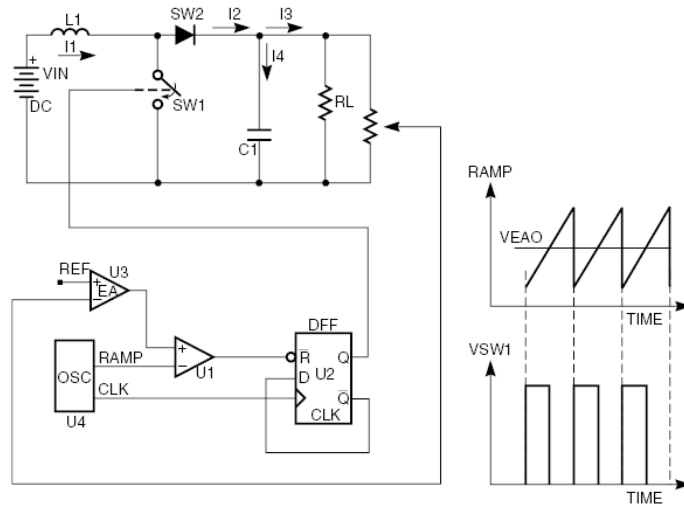 L1
SW2
I2
I3
I1
I4
+
VIN
DC
SW1
C1
RL
REF
+
EA
−
U3
+
−
U1
OSC
RAMP
CLK
U4
DFF
R̅
Q
D
U2
Q̅
CLK
RAMP
VEAO
TIME
VSW1
TIME